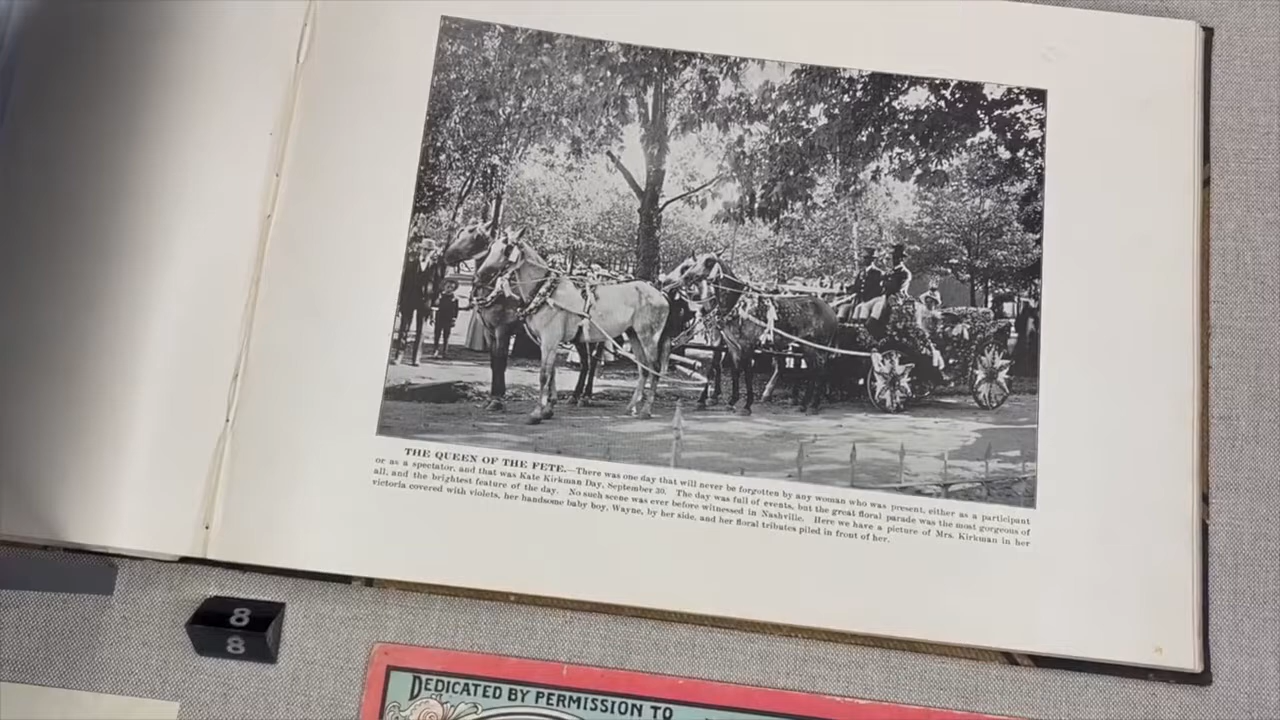 THE QUEEN OF THE FETE.—There was one day that will never be forgotten by any woman who was present, either as a participant
or as a spectator, and that was Kate Kirkman Day, September 30. The day was full of events, but the great floral parade was the most gorgeous of
all, and the brightest feature of the day. No such scene was ever before witnessed in Nashville. Here we have a picture of Mrs. Kirkman in her
victoria covered with violets, her handsome baby boy, Wayne, by her side, and her floral tributes piled in front of her.
8
8
DEDICATED BY PERMISSION TO